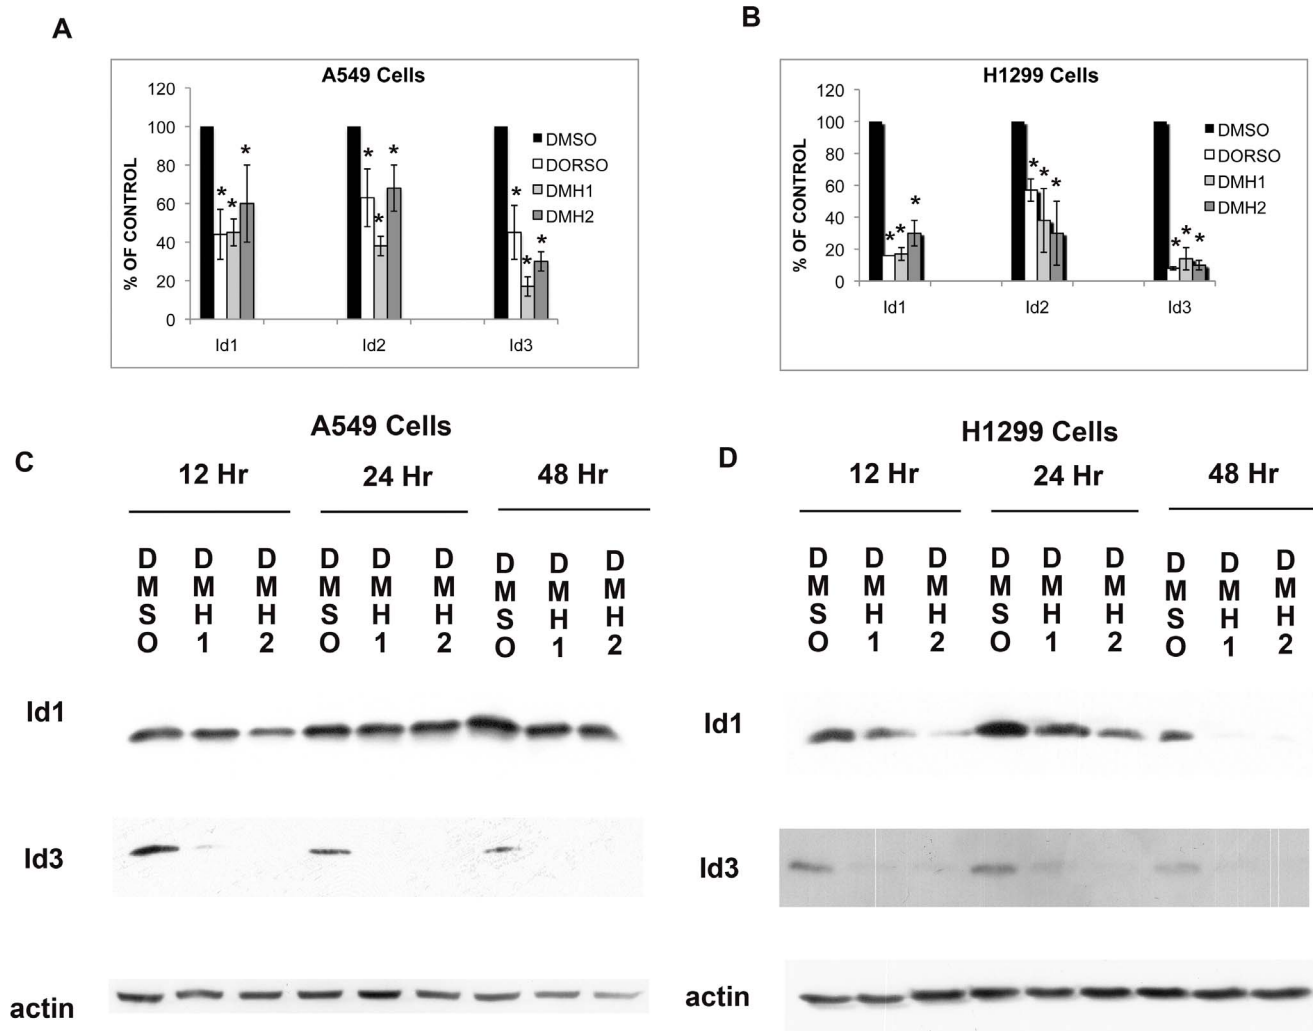 A
A549 Cells
% OF CONTROL
120
100
80
60
40
20
0
* * *
* * *
* * *
Id1 Id2 Id3
DMSO
DORSO
DMH1
DMH2
B
H1299 Cells
% OF CONTROL
120
100
80
60
40
20
0
* * *
* * *
* * *
Id1 Id2 Id3
DMSO
DORSO
DMH1
DMH2
C
A549 Cells
12 Hr 24 Hr 48 Hr
DMSO DMH1 DMH2 DMSO DMH1 DMH2 DMSO DMH1 DMH2
Id1
Id3
actin
D
H1299 Cells
12 Hr 24 Hr 48 Hr
DMSO DMH1 DMH2 DMSO DMH1 DMH2 DMSO DMH1 DMH2
Id1
Id3
actin